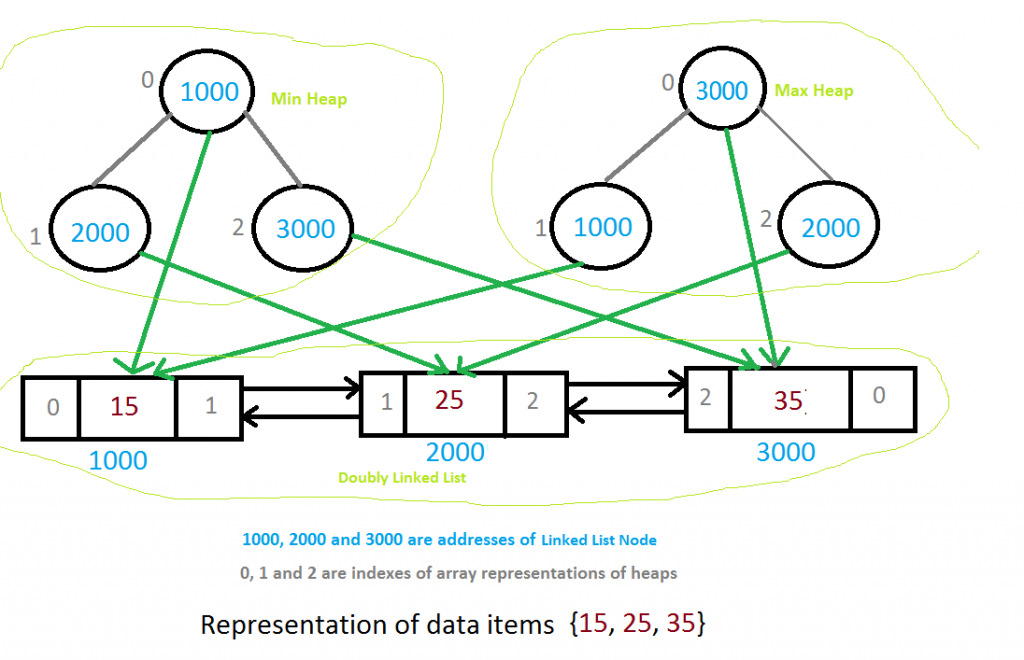 0 1000 Min Heap 0 3000 Max Heap
1 2000 2 3000 1 1000 2 2000
0 15 1 1 25 2 2 35 0
1000 2000 3000
Doubly Linked List
1000, 2000 and 3000 are addresses of Linked List Node
0, 1 and 2 are indexes of array representations of heaps
Representation of data items {15, 25, 35}